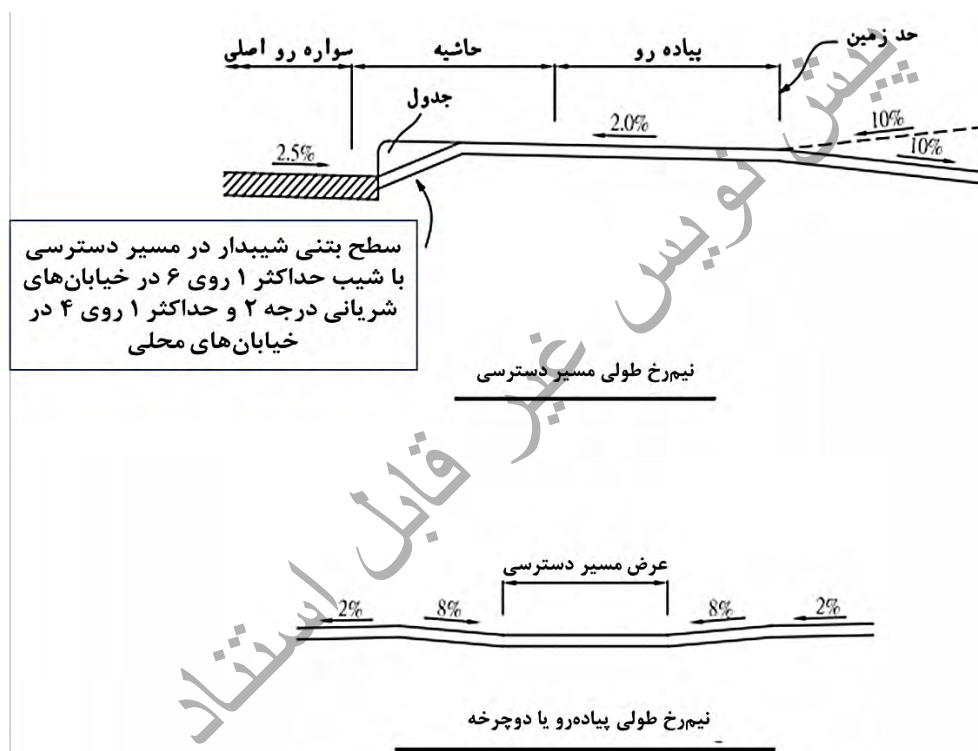 حد زمین
پیاده رو
حاشیه
سواره رو اصلی
جدول
2.5%
2.0%
10%
10%
سطح بتنی شیبدار در مسیر دسترسی
با شیب حداکثر ۱ روی ۶ در خیابان‌های
شریانی درجه ۲ و حداکثر ۱ روی ۴ در
خیابان‌های محلی
نیم‌رخ طولی مسیر دسترسی
پیش نویس غیر قابل استناد
عرض مسیر دسترسی
2%
8%
8%
2%
نیم‌رخ طولی پیاده‌رو یا دوچرخه